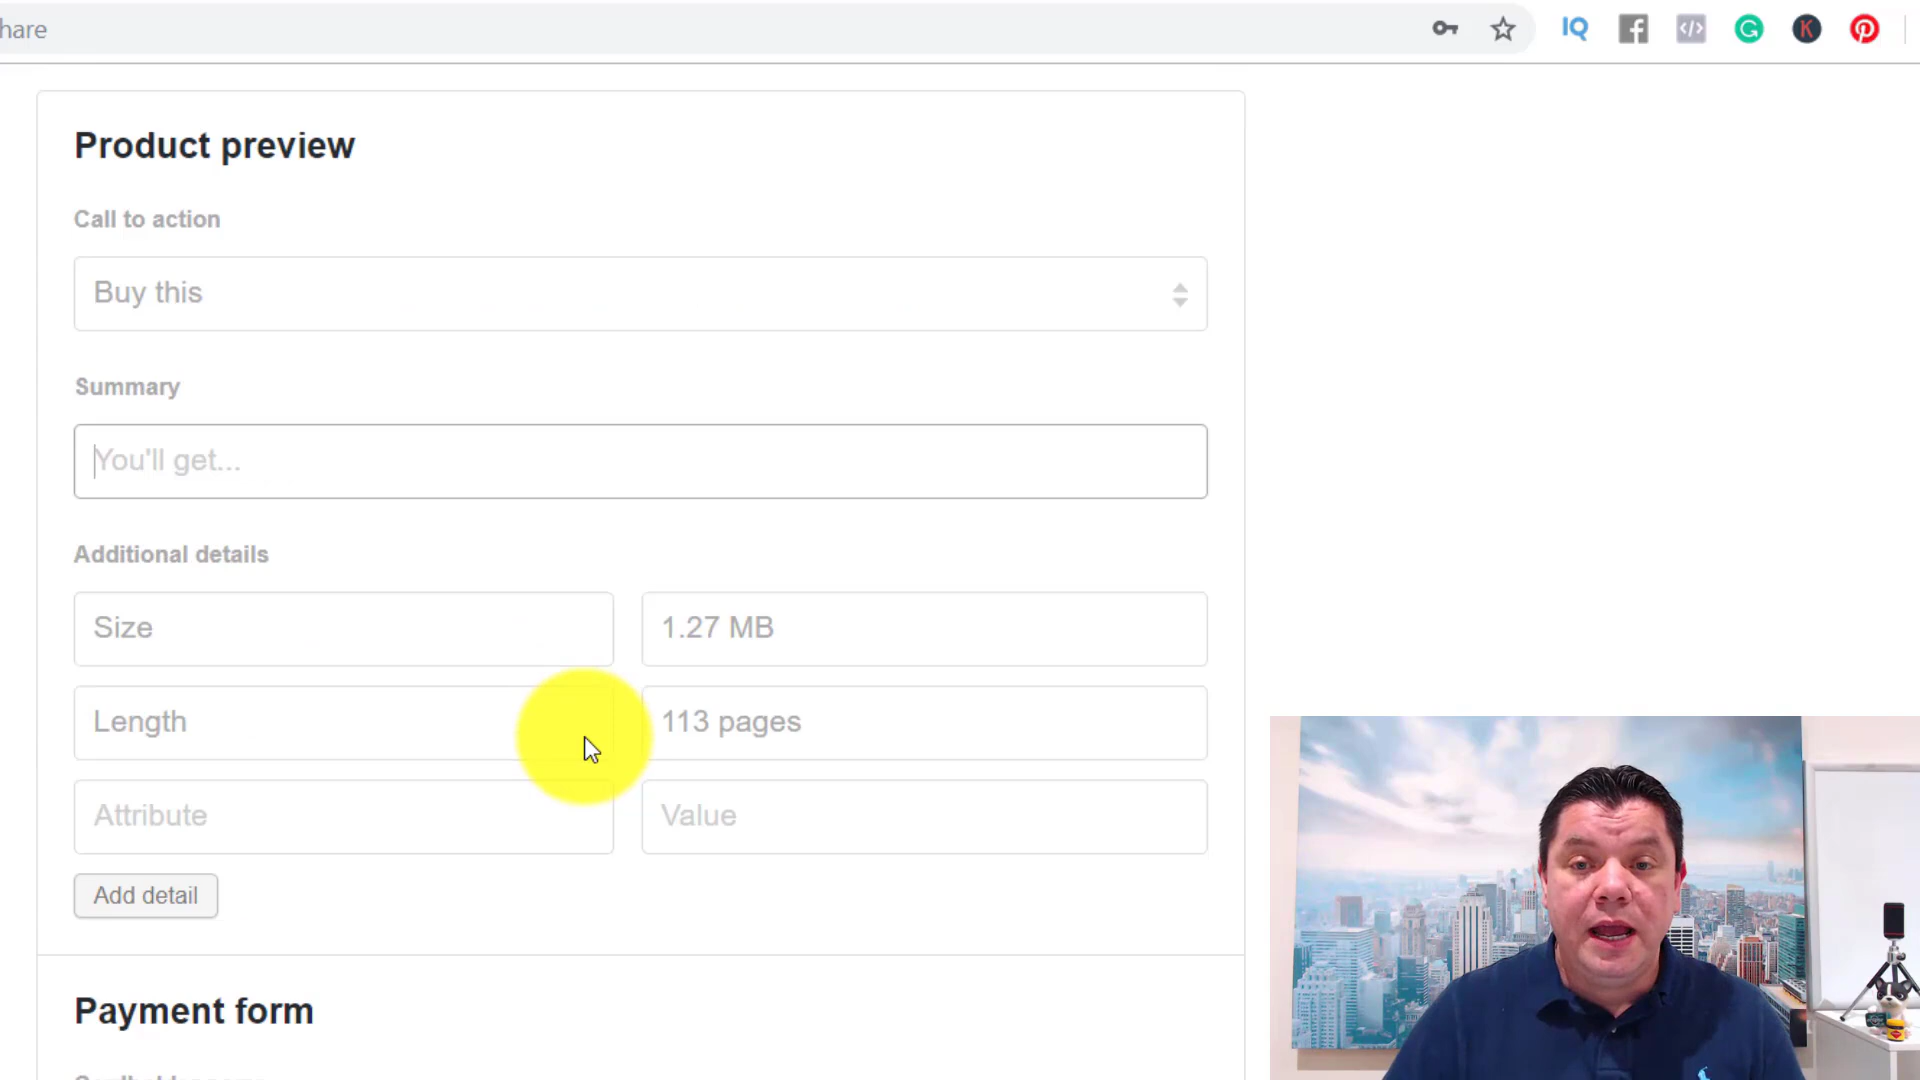 hare
IQ
Product preview
Call to action
Buy this
Summary
You'll get...
Additional details
Size
1.27 MB
Length
113 pages
Attribute
Value
Add detail
Payment form